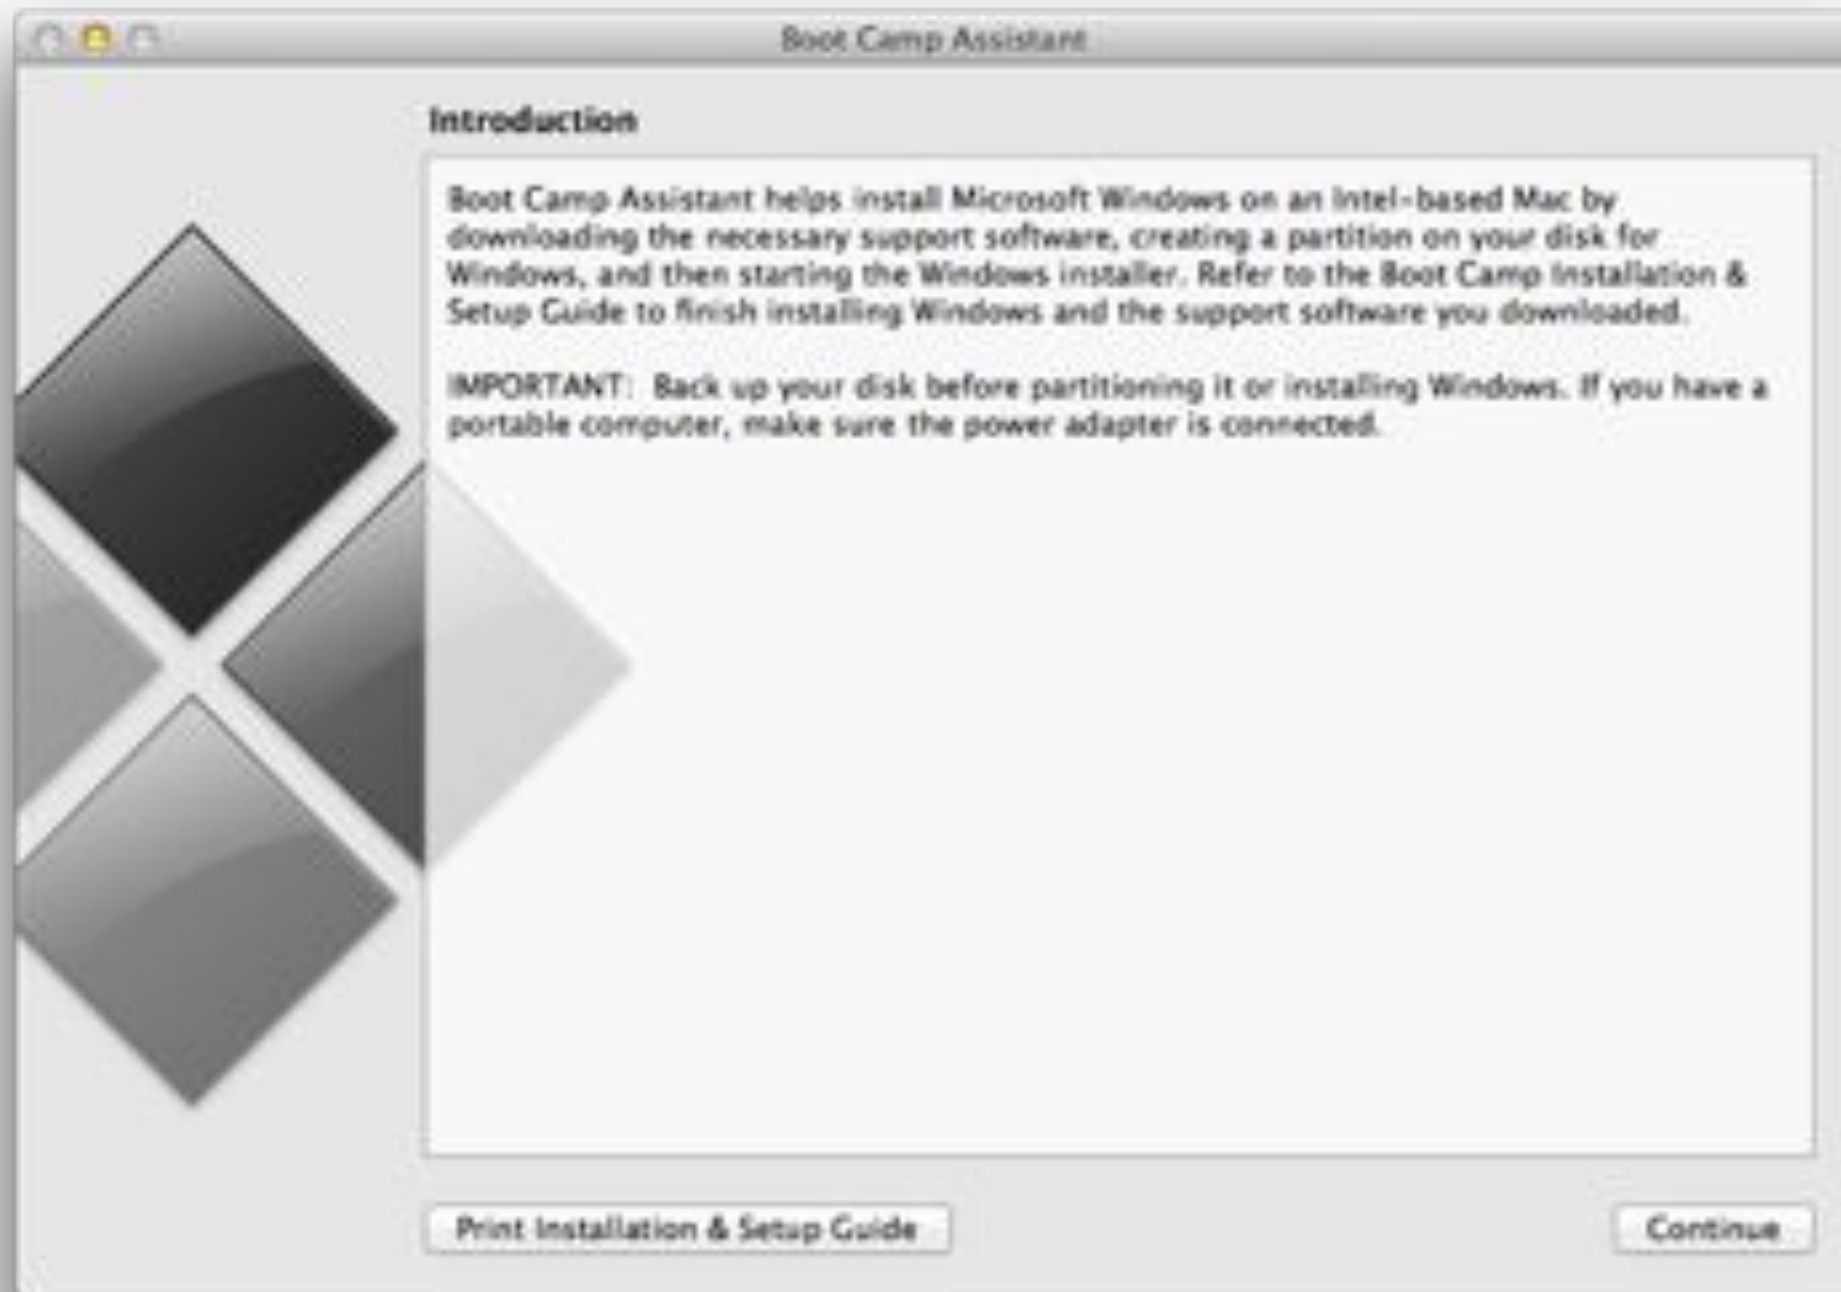 Boot Camp Assistant
Introduction
Boot Camp Assistant helps install Microsoft Windows on an Intel-based Mac by
downloading the necessary support software, creating a partition on your disk for
Windows, and then starting the Windows installer. Refer to the Boot Camp Installation &
Setup Guide to finish installing Windows and the support software you downloaded.
IMPORTANT: Back up your disk before partitioning it or installing Windows. If you have a
portable computer, make sure the power adapter is connected.
Print Installation & Setup Guide
Continue